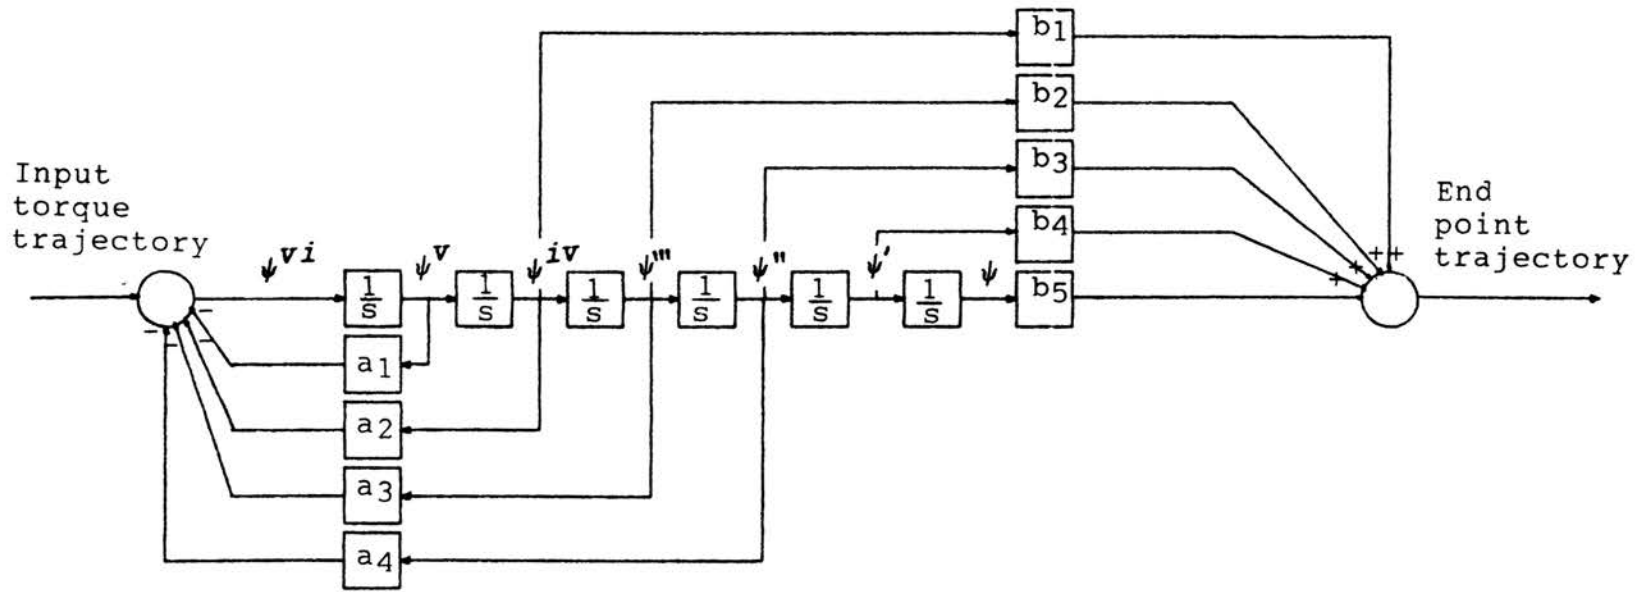 b1
b2
b3
b4
Input
torque
trajectory
End
point
trajectory
ψvi
ψv
ψiv
ψ'''
ψ''
ψ'
ψ
+ +
+
+
1/s
1/s
1/s
1/s
1/s
1/s
b5
−
−
−
−
a1
a2
a3
a4